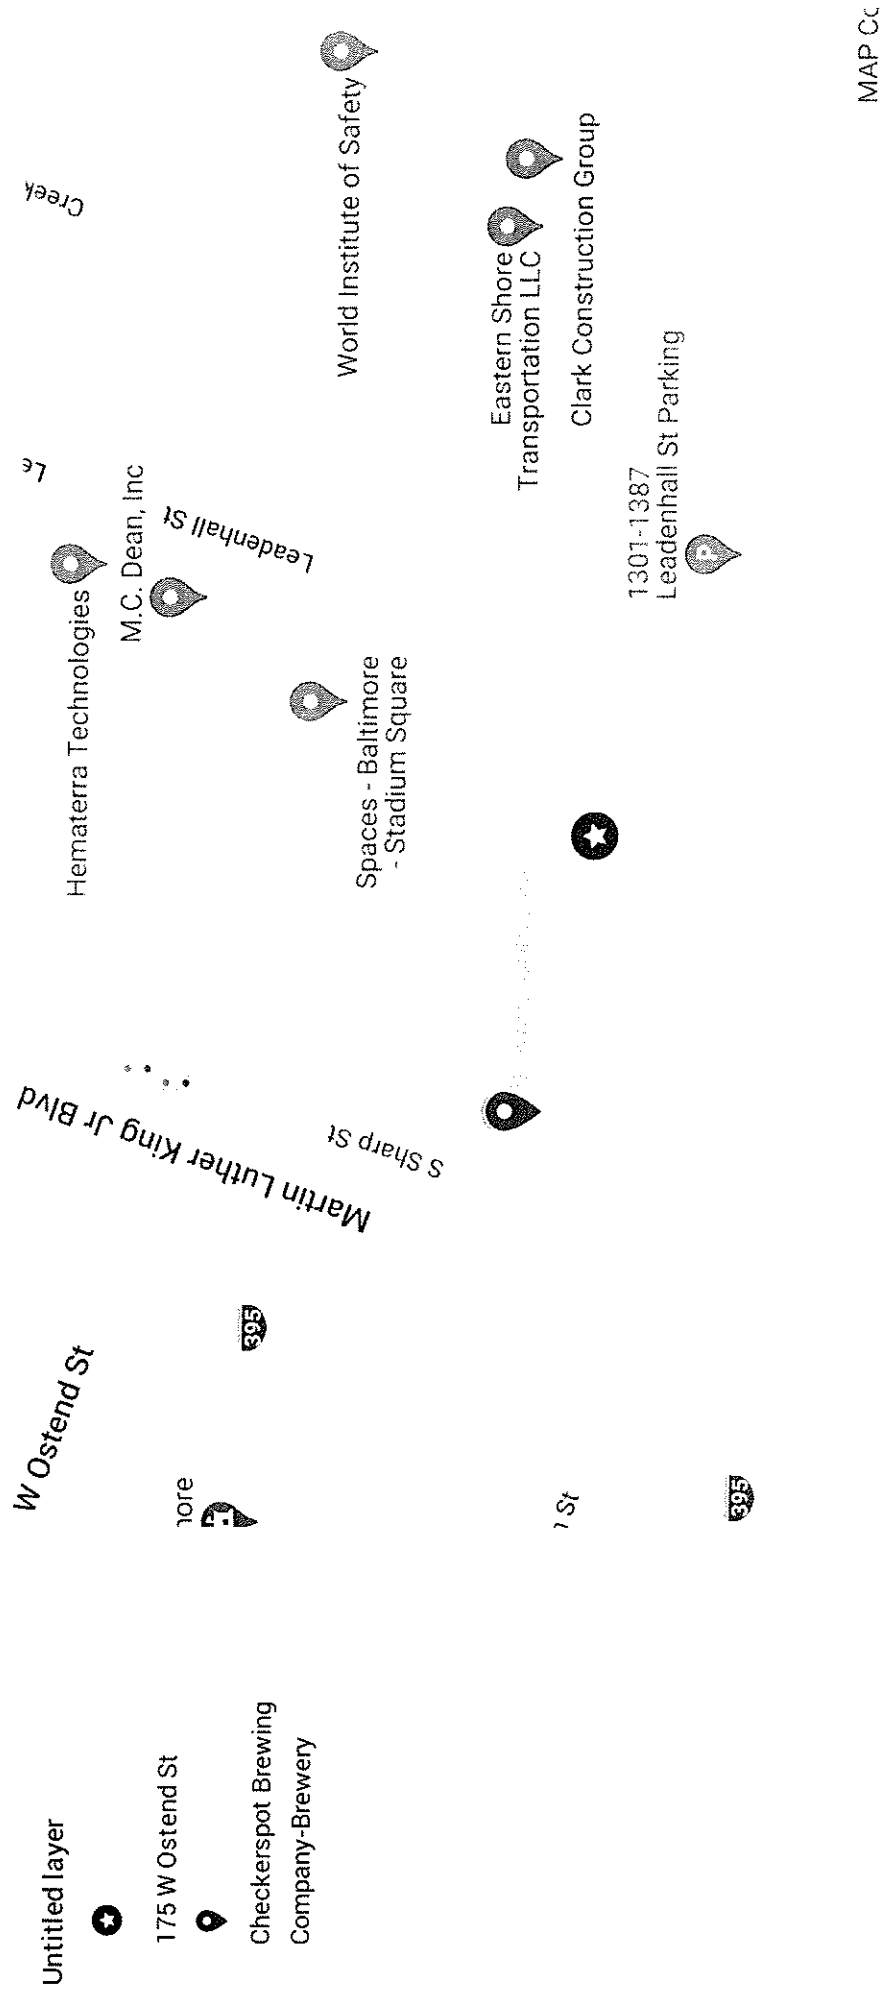 Untitled layer
175 W Ostend St
Checkerspot Brewing
Company-Brewery
W Ostend St
Martin Luther King Jr Blvd
395
S Sharp St
395
Hematerra Technologies
M.C. Dean, Inc
Leadenhall St
Spaces - Baltimore
- Stadium Square
Creek
World Institute of Safety
Eastern Shore
Transportation LLC
Clark Construction Group
1301-1387
Leadenhall St Parking
P
St
MAP